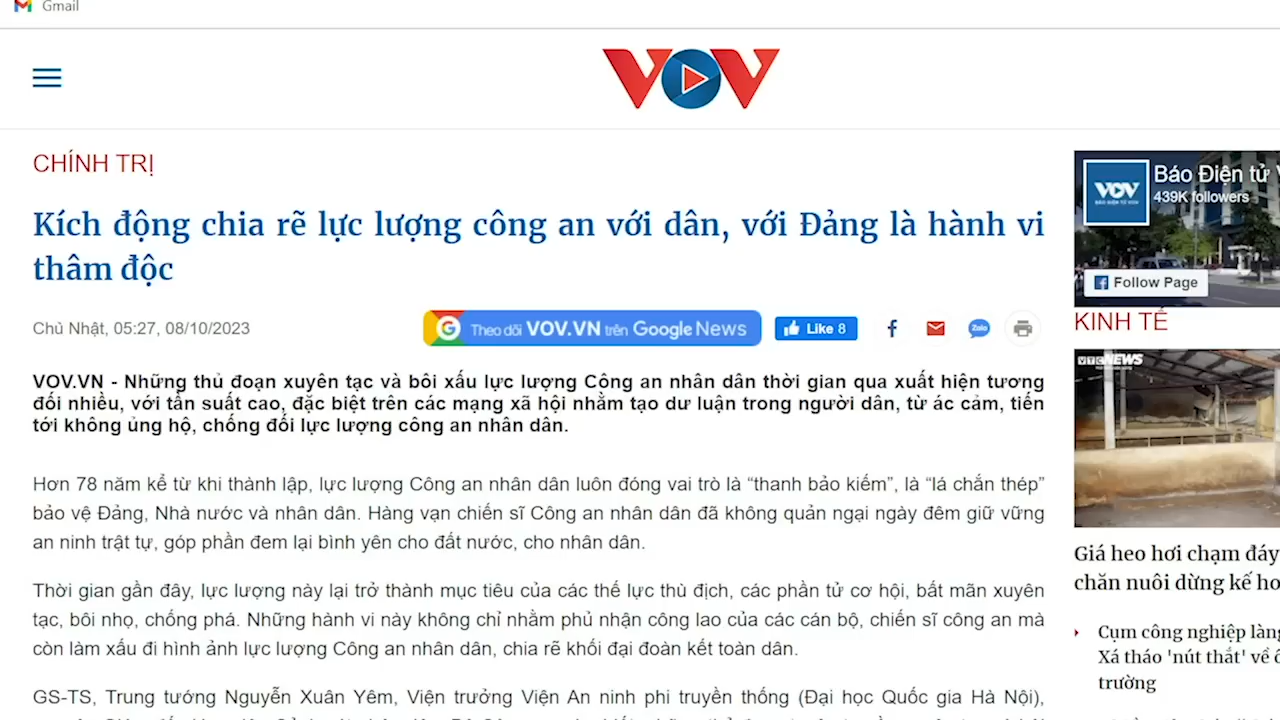 Gmail
VOV
CHÍNH TRỊ
Kích động chia rẽ lực lượng công an với dân, với Đảng là hành vi
thâm độc
Chủ Nhật, 05:27, 08/10/2023
Theo dõi VOV.VN trên Google News
Like 8
Zalo
VOV.VN - Những thủ đoạn xuyên tạc và bôi xấu lực lượng Công an nhân dân thời gian qua xuất hiện tương
đối nhiều, với tần suất cao, đặc biệt trên các mạng xã hội nhằm tạo dư luận trong người dân, từ ác cảm, tiến
tới không ủng hộ, chống đối lực lượng công an nhân dân.
Hơn 78 năm kể từ khi thành lập, lực lượng Công an nhân dân luôn đóng vai trò là “thanh bảo kiếm”, là “lá chắn thép”
bảo vệ Đảng, Nhà nước và nhân dân. Hàng vạn chiến sĩ Công an nhân dân đã không quản ngại ngày đêm giữ vững
an ninh trật tự, góp phần đem lại bình yên cho đất nước, cho nhân dân.
Thời gian gần đây, lực lượng này lại trở thành mục tiêu của các thế lực thù địch, các phần tử cơ hội, bất mãn xuyên
tạc, bôi nhọ, chống phá. Những hành vi này không chỉ nhằm phủ nhận công lao của các cán bộ, chiến sĩ công an mà
còn làm xấu đi hình ảnh lực lượng Công an nhân dân, chia rẽ khối đại đoàn kết toàn dân.
GS-TS, Trung tướng Nguyễn Xuân Yêm, Viện trưởng Viện An ninh phi truyền thống (Đại học Quốc gia Hà Nội),
VOV
BÁO ĐIỆN TỬ VOV
Báo Điện tử V
439K followers
Follow Page
KINH TẾ
VTC NEWS
Giá heo hơi chạm đáy
chăn nuôi dừng kế ho
Cụm công nghiệp làng
Xá tháo 'nút thắt' về ô
trường